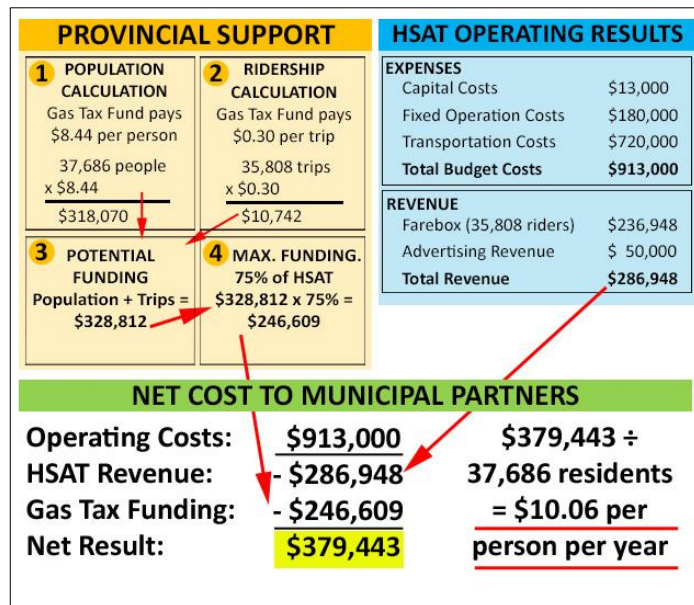 PROVINCIAL SUPPORT
1 POPULATION
CALCULATION
Gas Tax Fund pays
$8.44 per person
37,686 people
x $8.44
$318,070
2 RIDERSHIP
CALCULATION
Gas Tax Fund pays
$0.30 per trip
35,808 trips
x $0.30
$10,742
3 POTENTIAL
FUNDING
Population + Trips =
$328,812
4 MAX. FUNDING.
75% of HSAT
$328,812 x 75% =
$246,609
HSAT OPERATING RESULTS
EXPENSES
Capital Costs $13,000
Fixed Operation Costs $180,000
Transportation Costs $720,000
Total Budget Costs $913,000
REVENUE
Farebox (35,808 riders) $236,948
Advertising Revenue $ 50,000
Total Revenue $286,948
NET COST TO MUNICIPAL PARTNERS
Operating Costs: $913,000
HSAT Revenue: - $286,948
Gas Tax Funding: - $246,609
Net Result: $379,443
$379,443 ÷
37,686 residents
= $10.06 per
person per year